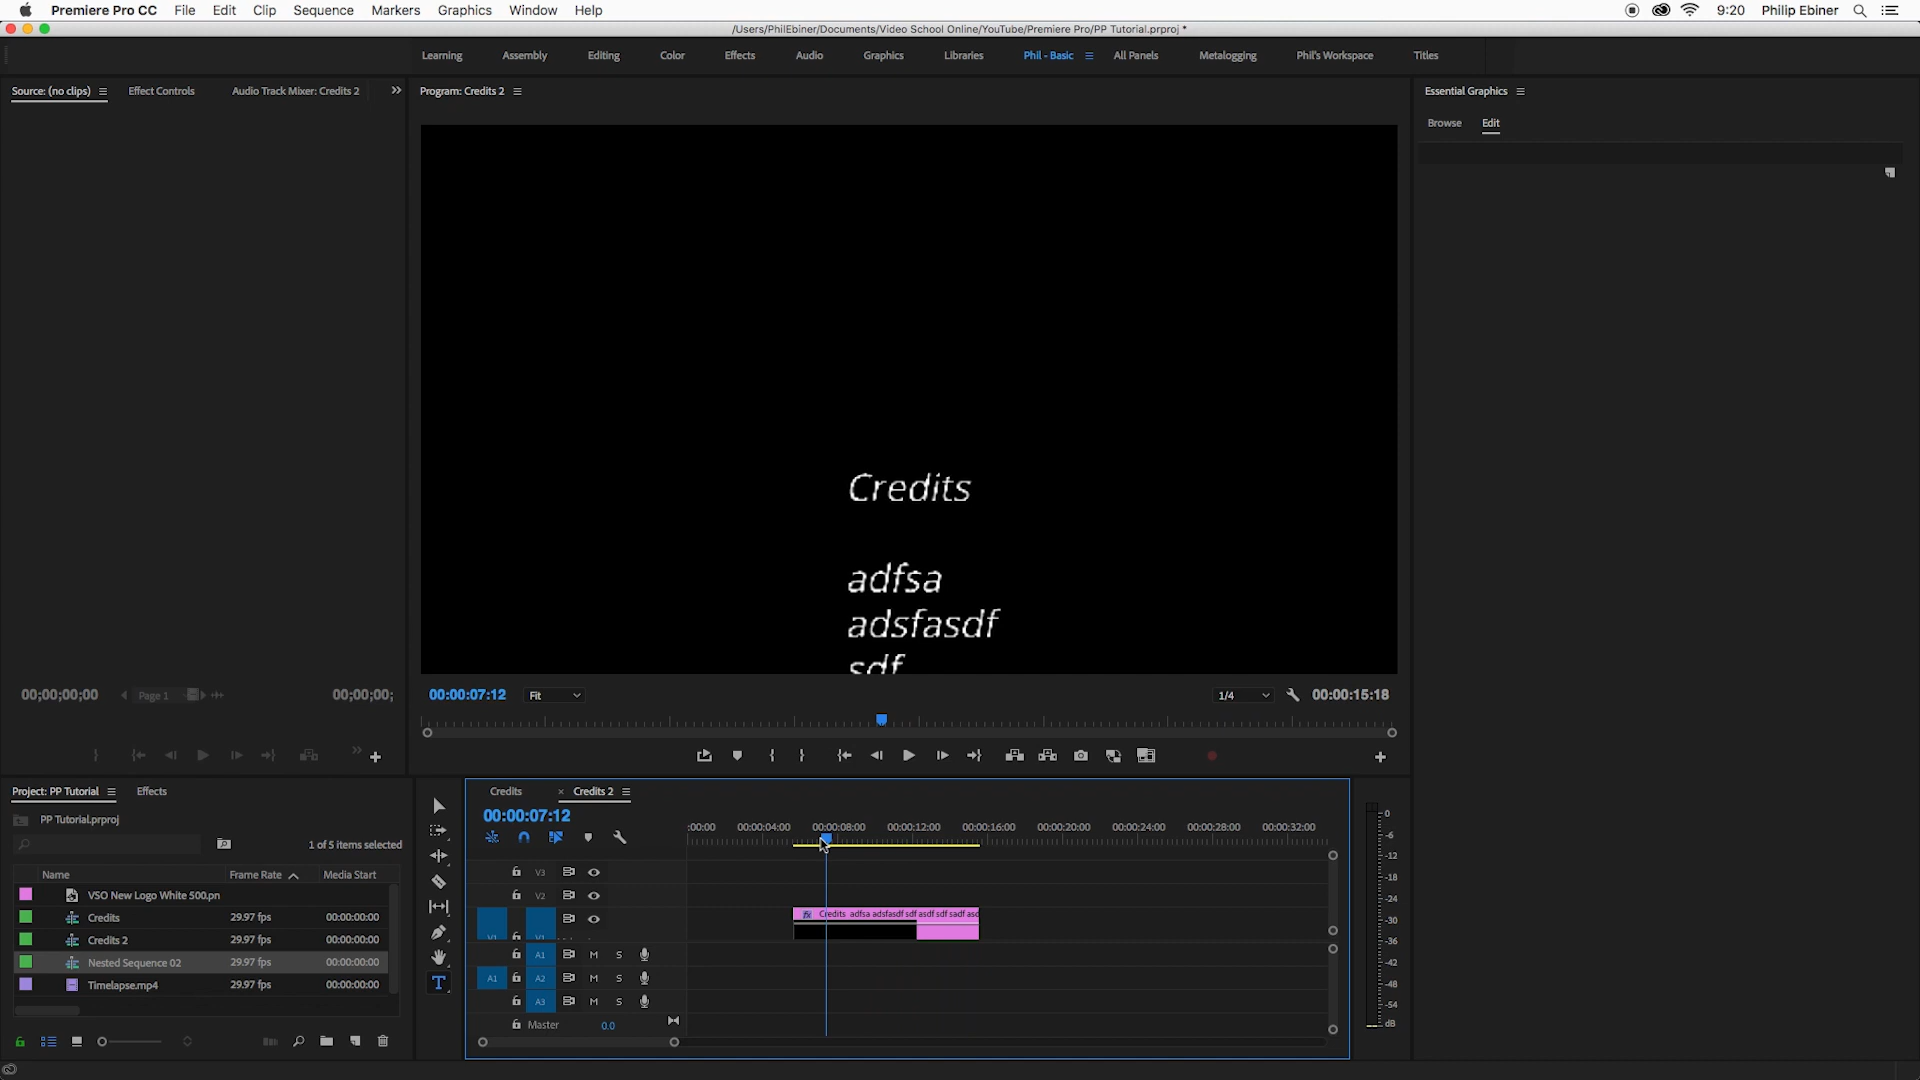 Premiere Pro CC File Edit Clip Sequence Markers Graphics Window Help 9:20 Philip Ebiner
/Users/PhilEbiner/Documents/Video School Online/YouTube/Premiere Pro/PP Tutorial.prproj *
Learning Assembly Editing Color Effects Audio Graphics Libraries Phil - Basic All Panels Metalogging Phil's Workspace Titles
Source: (no clips) Effect Controls Audio Track Mixer: Credits 2 Program: Credits 2 Essential Graphics
Browse Edit
Credits
adfsa
adsfasdf
sdf
00;00;00;00 Page 1 00;00;00; 00:00:07:12 Fit 1/4 00:00:15:18
Project: PP Tutorial Effects Credits Credits 2
PP Tutorial.prproj 00:00:07:12
1 of 5 items selected
:00:00 00:00:04:00 00:00:08:00 00:00:12:00 00:00:16:00 00:00:20:00 00:00:24:00 00:00:28:00 00:00:32:00
Name Frame Rate Media Start
VSO New Logo White 500.pn
Credits 29.97 fps 00:00:00:00
Credits 2 29.97 fps 00:00:00:00
Nested Sequence 02 29.97 fps 00:00:00:00
Timelapse.mp4 29.97 fps 00:00:00:00
V3
V2
V1 V1
Credits adfsa adsfasdf sdf asdf sdf sadf asd
A1 M S
A1 A2 M S
A3 M S
Master 0.0
0
-6
-12
-18
-24
-30
-36
-42
-48
-54
dB